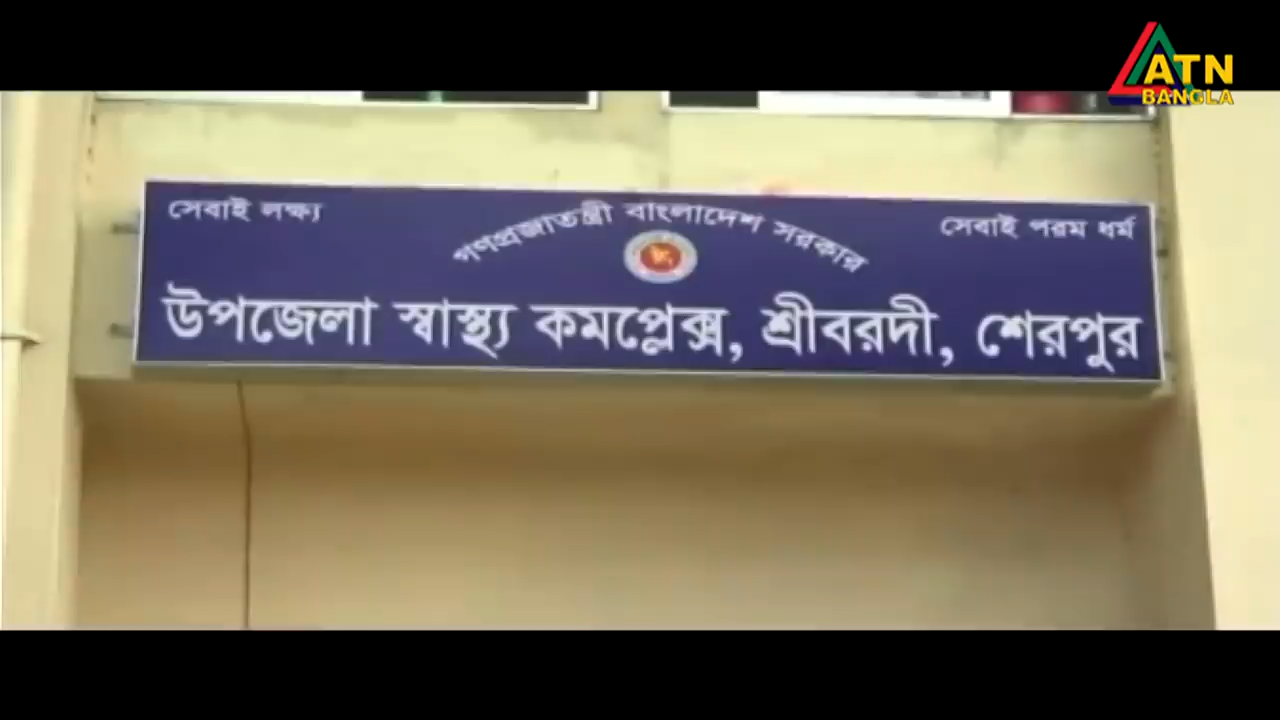 ATN
BANGLA
সেবাই লক্ষ্য
গণপ্রজাতন্ত্রী বাংলাদেশ সরকার
সেবাই পরম ধর্ম
উপজেলা স্বাস্থ্য কমপ্লেক্স, শ্রীবরদী, শেরপুর